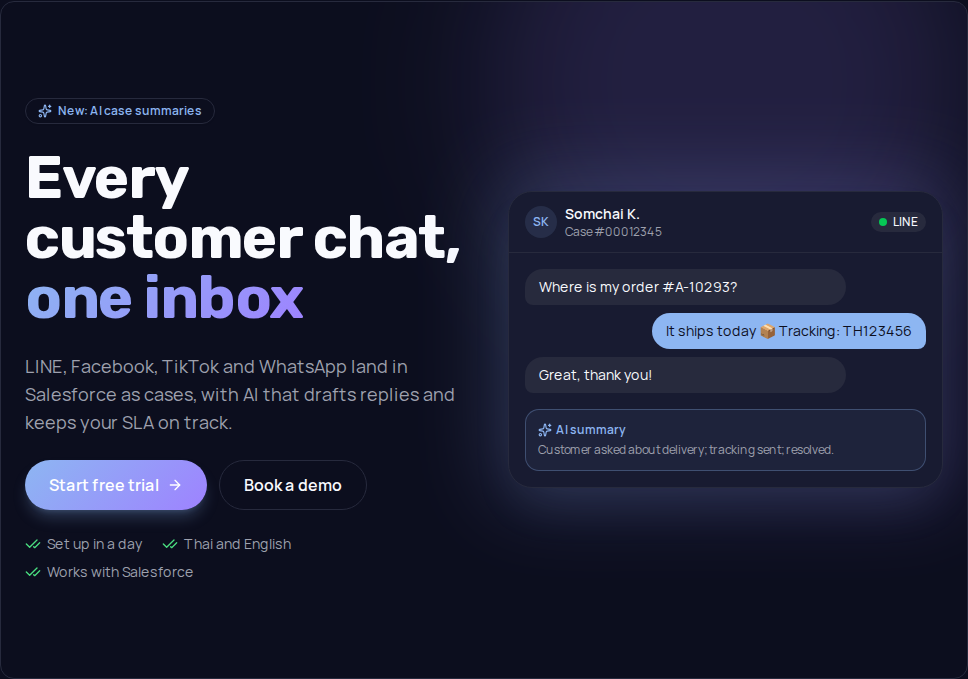 New: AI case summaries
Every
customer chat,
one inbox
LINE, Facebook, TikTok and WhatsApp land in
Salesforce as cases, with AI that drafts replies and
keeps your SLA on track.
Start free trial →
Book a demo
Set up in a day
Thai and English
Works with Salesforce
SK
Somchai K.
Case #00012345
LINE
Where is my order #A-10293?
It ships today 📦 Tracking: TH123456
Great, thank you!
AI summary
Customer asked about delivery; tracking sent; resolved.